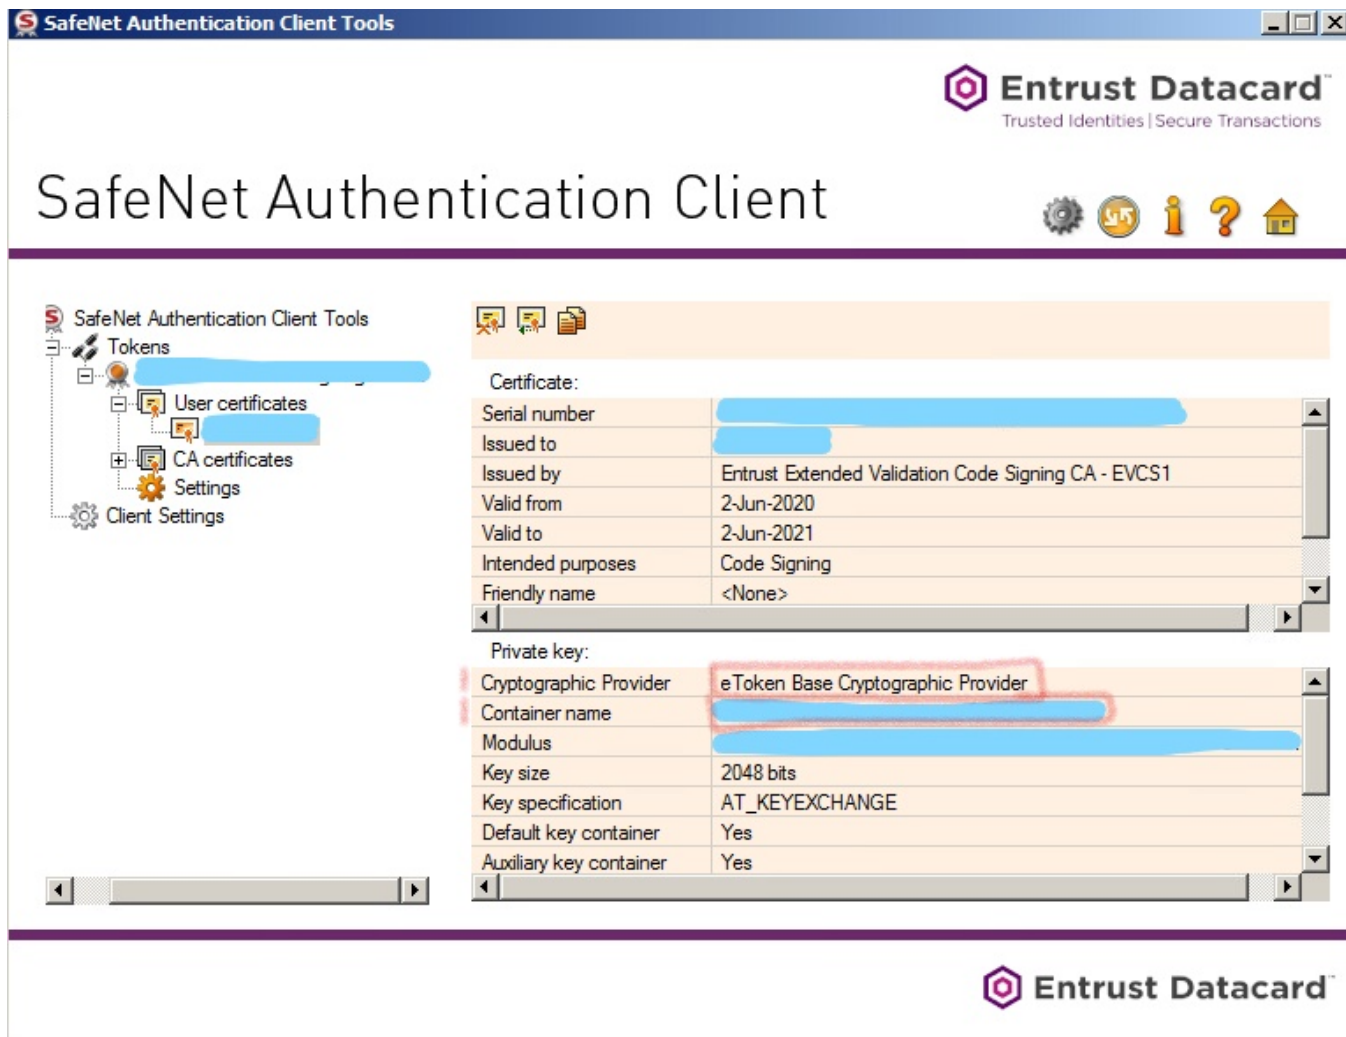 SafeNet Authentication Client Tools
Entrust Datacard™
Trusted Identities | Secure Transactions
SafeNet Authentication Client
SafeNet Authentication Client Tools
Tokens
User certificates
CA certificates
Settings
Client Settings
Certificate:
Serial number
Issued to
Issued by Entrust Extended Validation Code Signing CA - EVCS1
Valid from 2-Jun-2020
Valid to 2-Jun-2021
Intended purposes Code Signing
Friendly name <None>
Private key:
Cryptographic Provider eToken Base Cryptographic Provider
Container name
Modulus
Key size 2048 bits
Key specification AT_KEYEXCHANGE
Default key container Yes
Auxiliary key container Yes
Entrust Datacard™